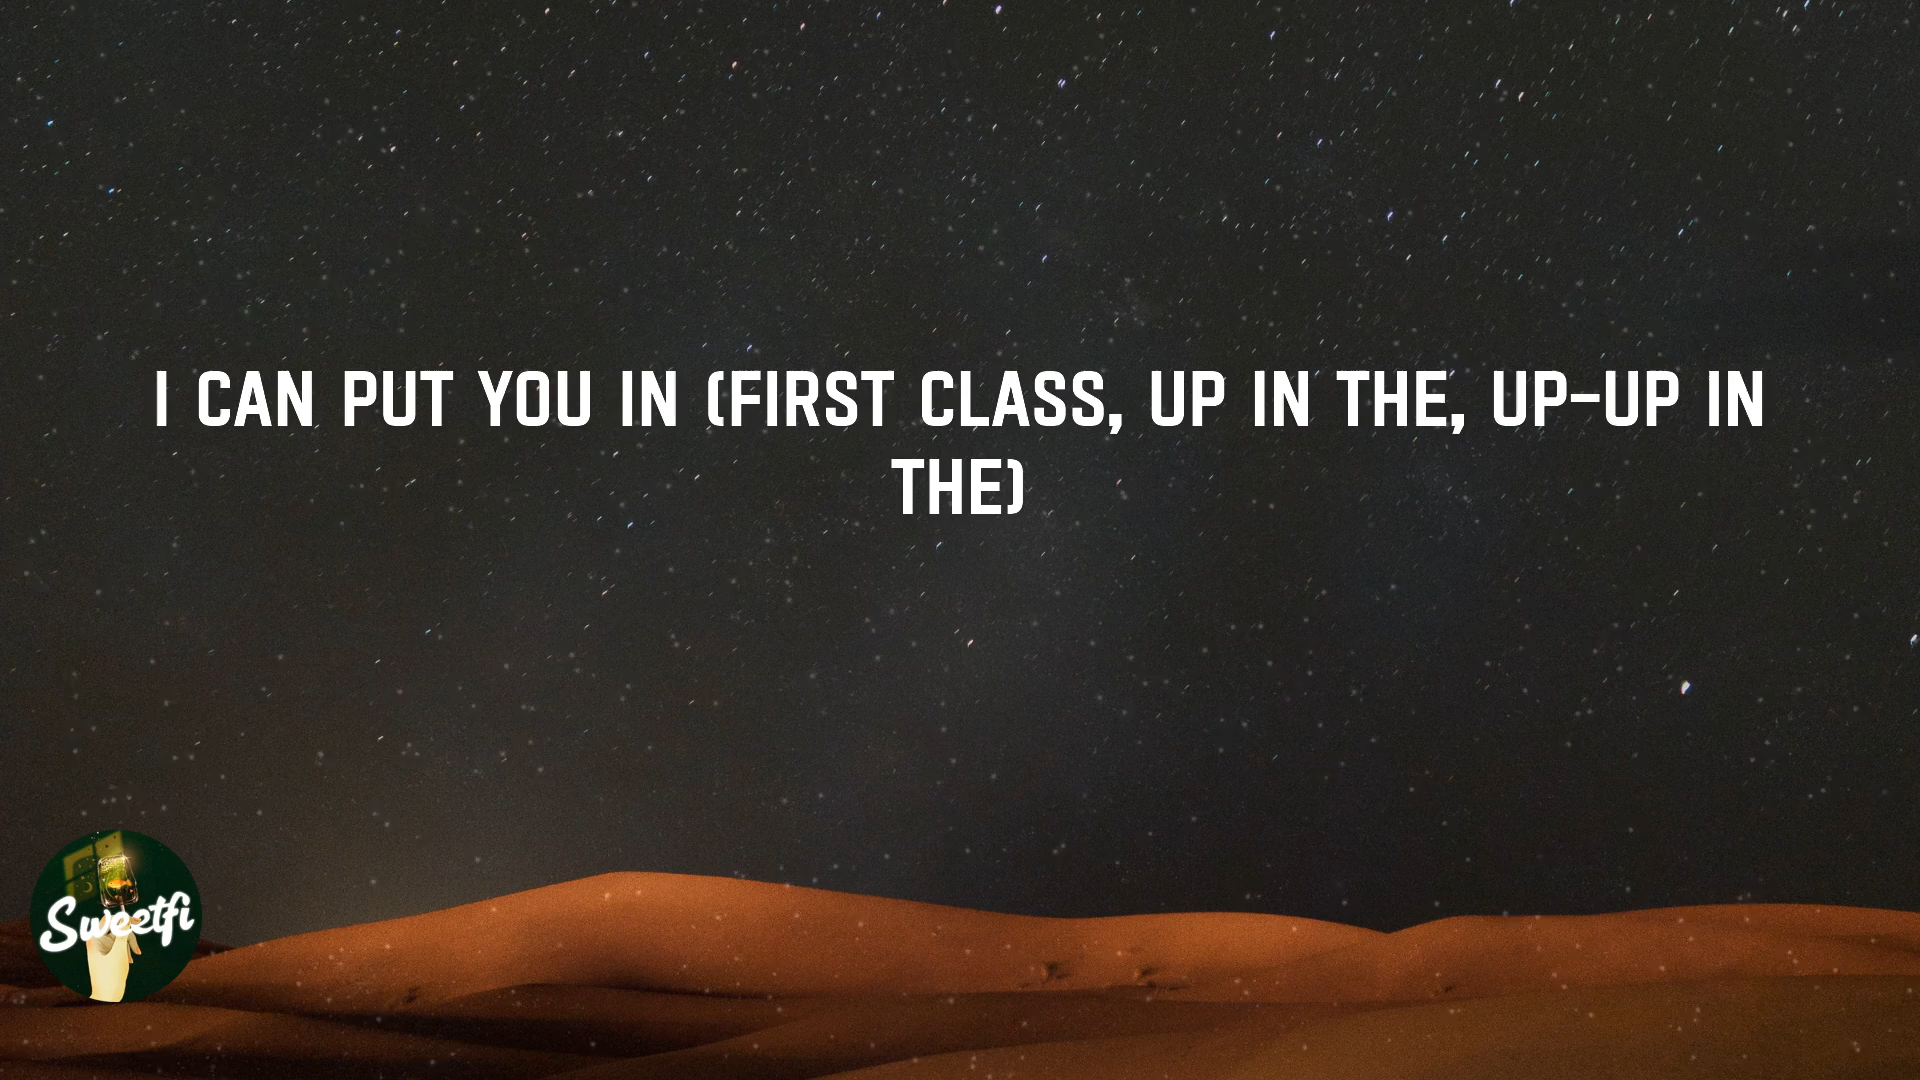 I CAN PUT YOU IN (FIRST CLASS, UP IN THE, UP-UP IN
THE)
Sweetfi